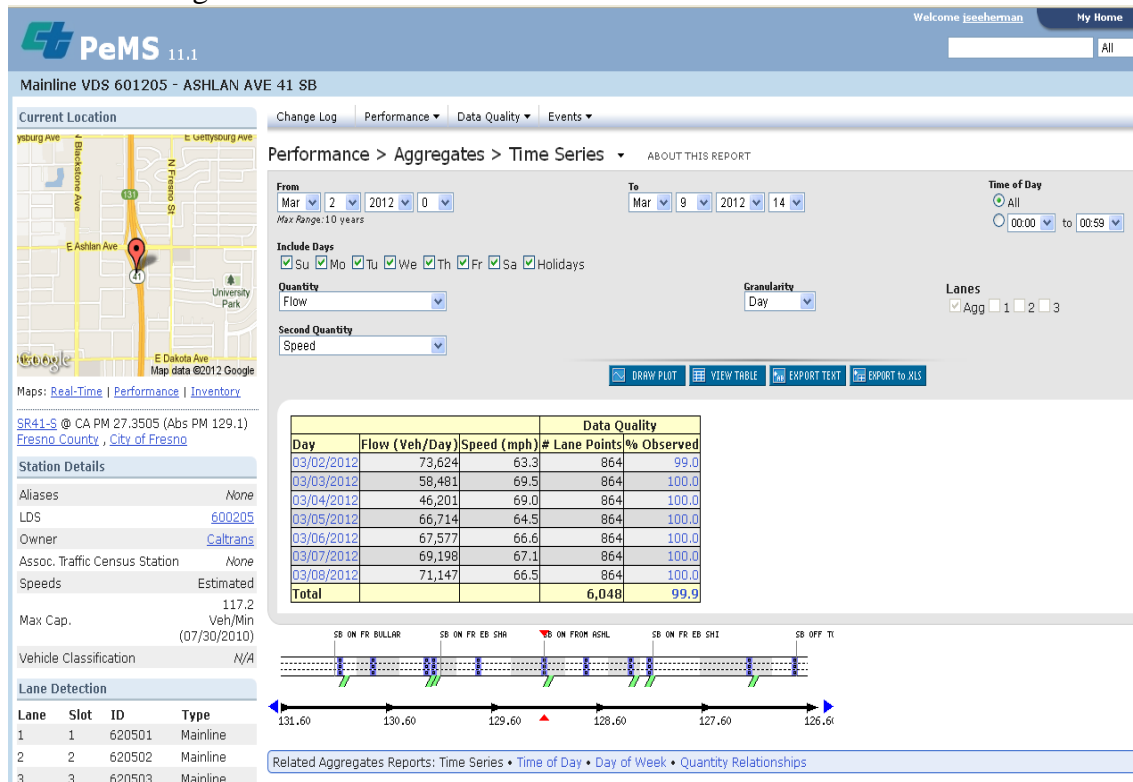 Welcome jseeherman My Home
PeMS 11.1
All
Mainline VDS 601205 - ASHLAN AVE 41 SB
Current Location
Change Log Performance Data Quality Events
ysburg Ave E Gettysburg Ave
Blackstone Ave
N Fresno St
131
E Ashlan Ave
41
University Park
E Dakota Ave
Google
Map data ©2012 Google
Maps: Real-Time | Performance | Inventory
SR41-S @ CA PM 27.3505 (Abs PM 129.1)
Fresno County , City of Fresno
Station Details
Aliases None
LDS 600205
Owner Caltrans
Assoc. Traffic Census Station None
Speeds Estimated
Max Cap. 117.2 Veh/Min (07/30/2010)
Vehicle Classification N/A
Lane Detection
Lane Slot ID Type
1 1 620501 Mainline
2 2 620502 Mainline
3 3 620503 Mainline
Performance > Aggregates > Time Series ABOUT THIS REPORT
From To Time of Day
Mar 2 2012 0 Mar 9 2012 14 All
Max Range:10 years
00:00 to 00:59
Include Days
Su Mo Tu We Th Fr Sa Holidays
Quantity Granularity Lanes
Flow Day Agg 1 2 3
Second Quantity
Speed
DRAW PLOT VIEW TABLE EXPORT TEXT EXPORT to .XLS
Data Quality
Day Flow (Veh/Day) Speed (mph) # Lane Points % Observed
03/02/2012 73,624 63.3 864 99.0
03/03/2012 58,481 69.5 864 100.0
03/04/2012 46,201 69.0 864 100.0
03/05/2012 66,714 64.5 864 100.0
03/06/2012 67,577 66.6 864 100.0
03/07/2012 69,198 67.1 864 100.0
03/08/2012 71,147 66.5 864 100.0
Total 6,048 99.9
SB ON FR BULLAR SB ON FR EB SHA SB ON FROM ASHL SB ON FR EB SHI SB OFF T
131.60 130.60 129.60 128.60 127.60 126.6
Related Aggregates Reports: Time Series • Time of Day • Day of Week • Quantity Relationships